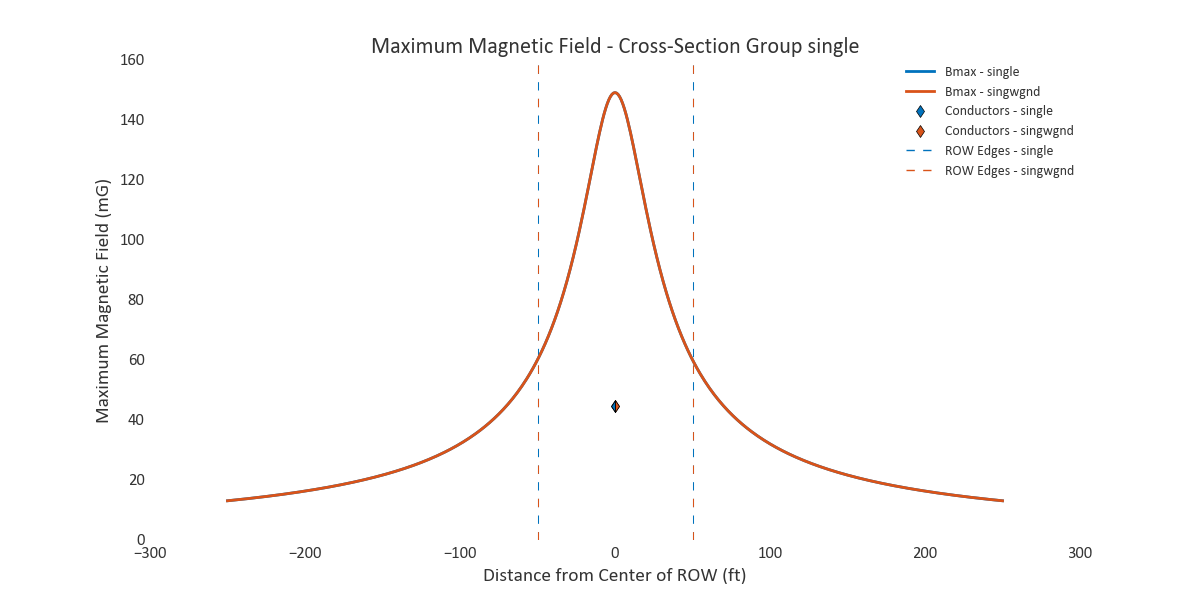 Maximum Magnetic Field - Cross-Section Group single
160
140
120
100
80
60
40
20
0
Maximum Magnetic Field (mG)
Bmax - single
Bmax - singwgnd
Conductors - single
Conductors - singwgnd
ROW Edges - single
ROW Edges - singwgnd
−300 −200 −100 0 100 200 300
Distance from Center of ROW (ft)